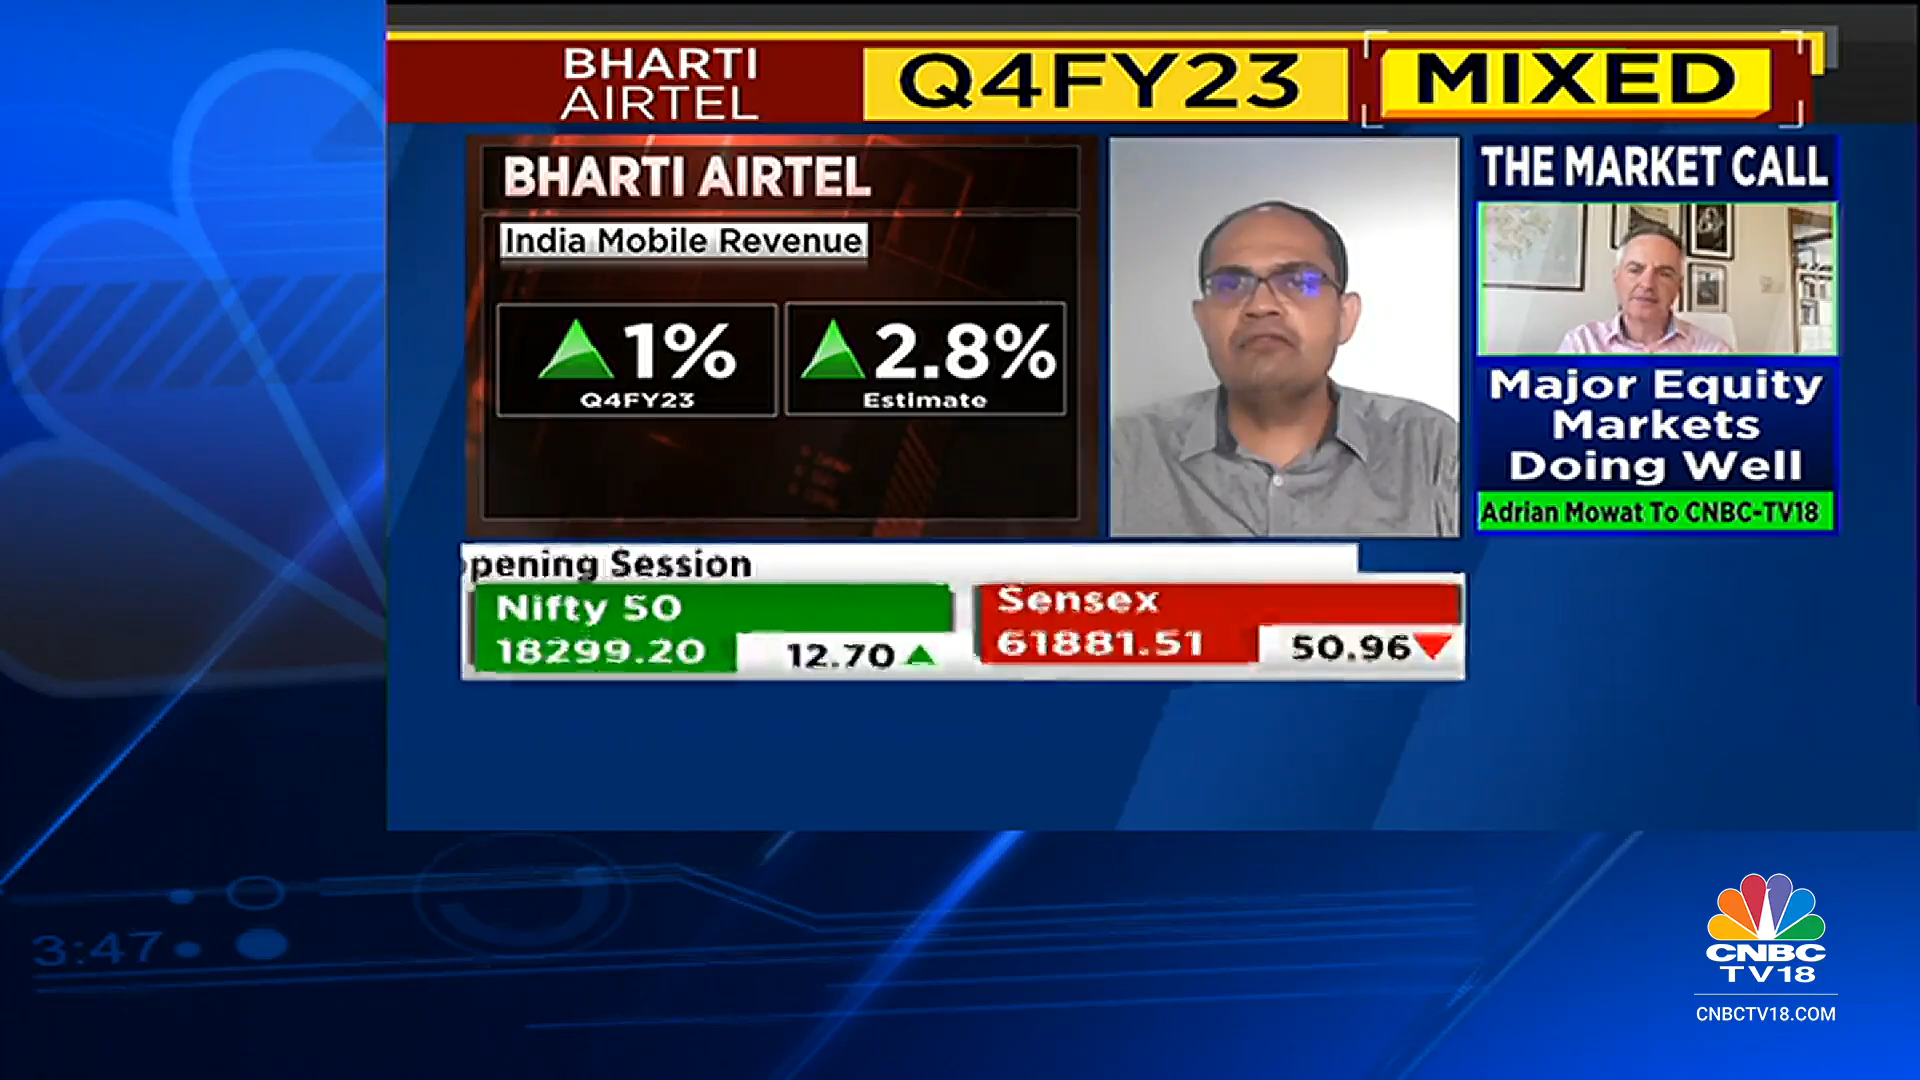 BHARTI
AIRTEL
Q4FY23
MIXED
BHARTI AIRTEL
India Mobile Revenue
1%
Q4FY23
2.8%
Estimate
THE MARKET CALL
Major Equity
Markets
Doing Well
Adrian Mowat To CNBC-TV18
pening Session
Nifty 50
18299.20
12.70
Sensex
61881.51
50.96
3:47
CNBC
TV18
CNBCTV18.COM